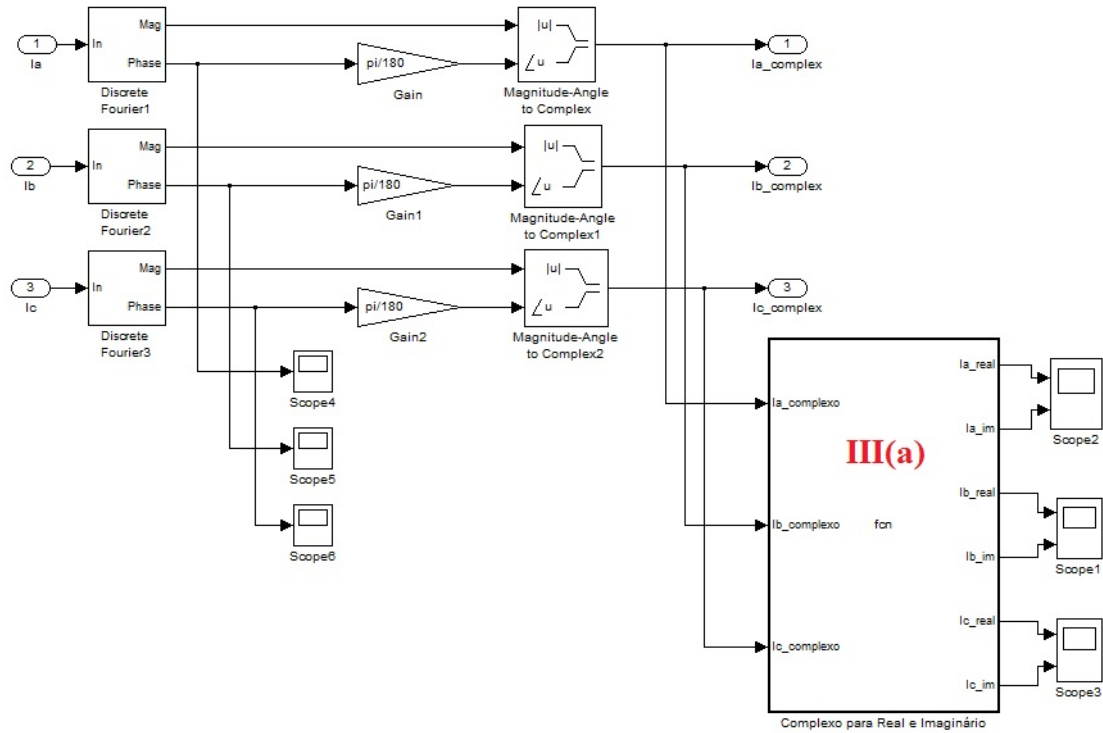 Mag
|u|
1
In
1
Ia
Phase
pi/180
∠u
Ia_complex
Discrete
Fourier1
Gain
Magnitude-Angle
to Complex
Mag
|u|
2
In
2
Ib
Phase
pi/180
∠u
Ib_complex
Discrete
Fourier2
Gain1
Magnitude-Angle
to Complex1
Mag
|u|
3
In
3
Ic
Phase
pi/180
∠u
Ic_complex
Discrete
Fourier3
Gain2
Magnitude-Angle
to Complex2
Scope4
Scope5
Scope6
Ia_complexo
Ib_complexo
Ic_complexo
III(a)
fcn
Ia_real
Ia_im
Ib_real
Ib_im
Ic_real
Ic_im
Scope2
Scope1
Scope3
Complexo para Real e Imaginário